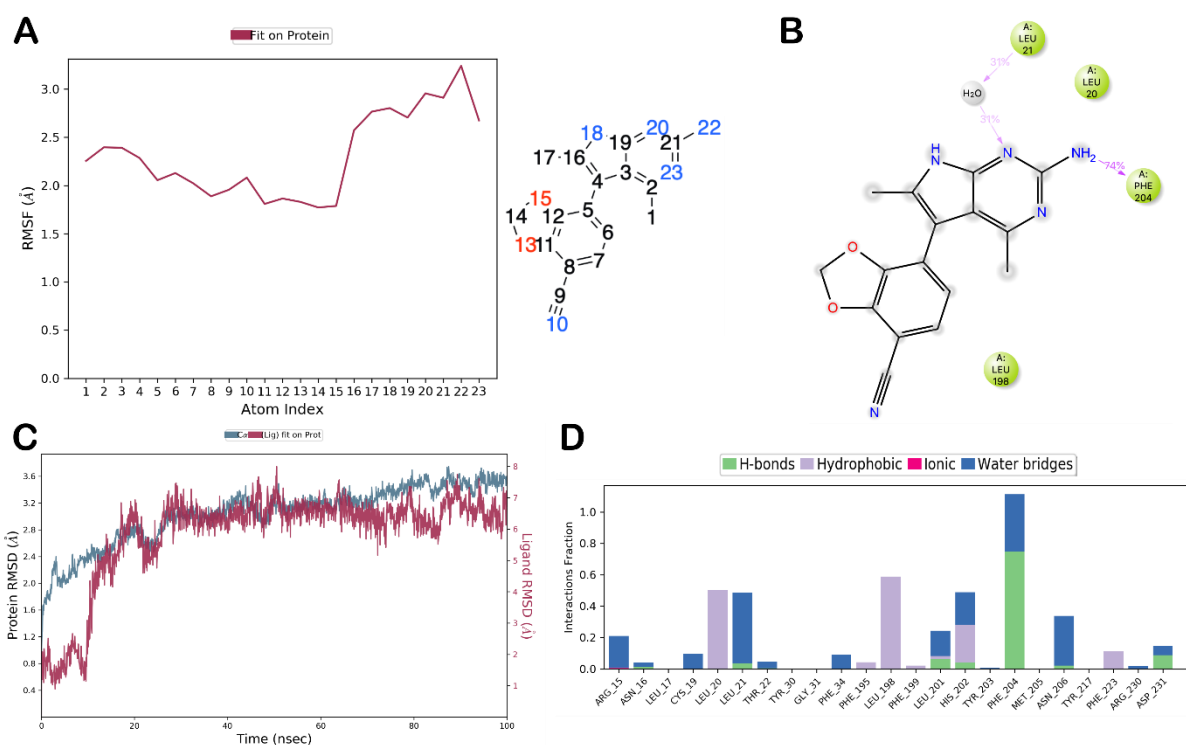 A
Fit on Protein
RMSF (Å)
3.0
2.5
2.0
1.5
1.0
0.5
0.0
1 2 3 4 5 6 7 8 9 10 11 12 13 14 15 16 17 18 19 20 21 22 23
Atom Index
18 19 20 22
17 16 21
4 3 23
15 2
14 12 5 1
13 11 6
8 7
9
10
B
A:
LEU
21
31%
H₂O
A:
LEU
20
31%
H
N N NH₂ 74%
A:
PHE
204
N
O
O
A:
LEU
198
N
C
(Lig) fit on Prot
Protein RMSD (Å)
3.6
3.2
2.8
2.4
2.0
1.6
1.2
0.8
0.4
8
7
6
5
4
3
2
1
Ligand RMSD (Å)
0 20 40 60 80 100
Time (nsec)
D
H-bonds Hydrophobic Ionic Water bridges
Interactions Fraction
1.0
0.8
0.6
0.4
0.2
0.0
ARG_15 ASN_16 LEU_17 CYS_19 LEU_20 LEU_21 THR_22 TYR_30 GLY_31 PHE_34 PHE_195 LEU_198 PHE_199 LEU_201 HIS_202 TYR_203 PHE_204 MET_205 ASN_206 TYR_217 PHE_223 ARG_230 ASP_231